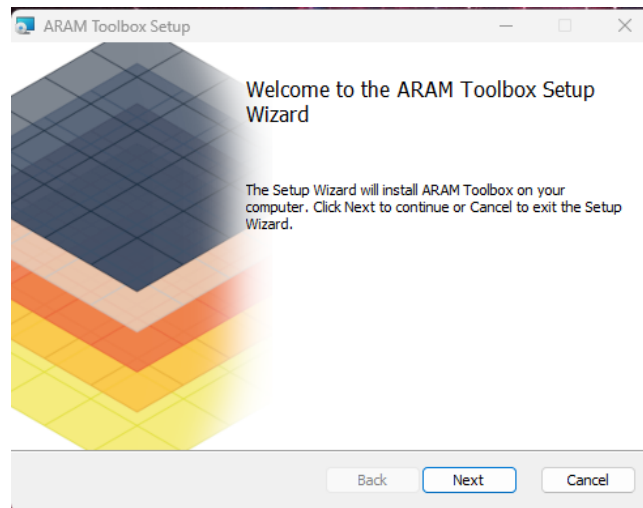 ARAM Toolbox Setup
Welcome to the ARAM Toolbox Setup
Wizard
The Setup Wizard will install ARAM Toolbox on your
computer. Click Next to continue or Cancel to exit the Setup
Wizard.
Back Next Cancel